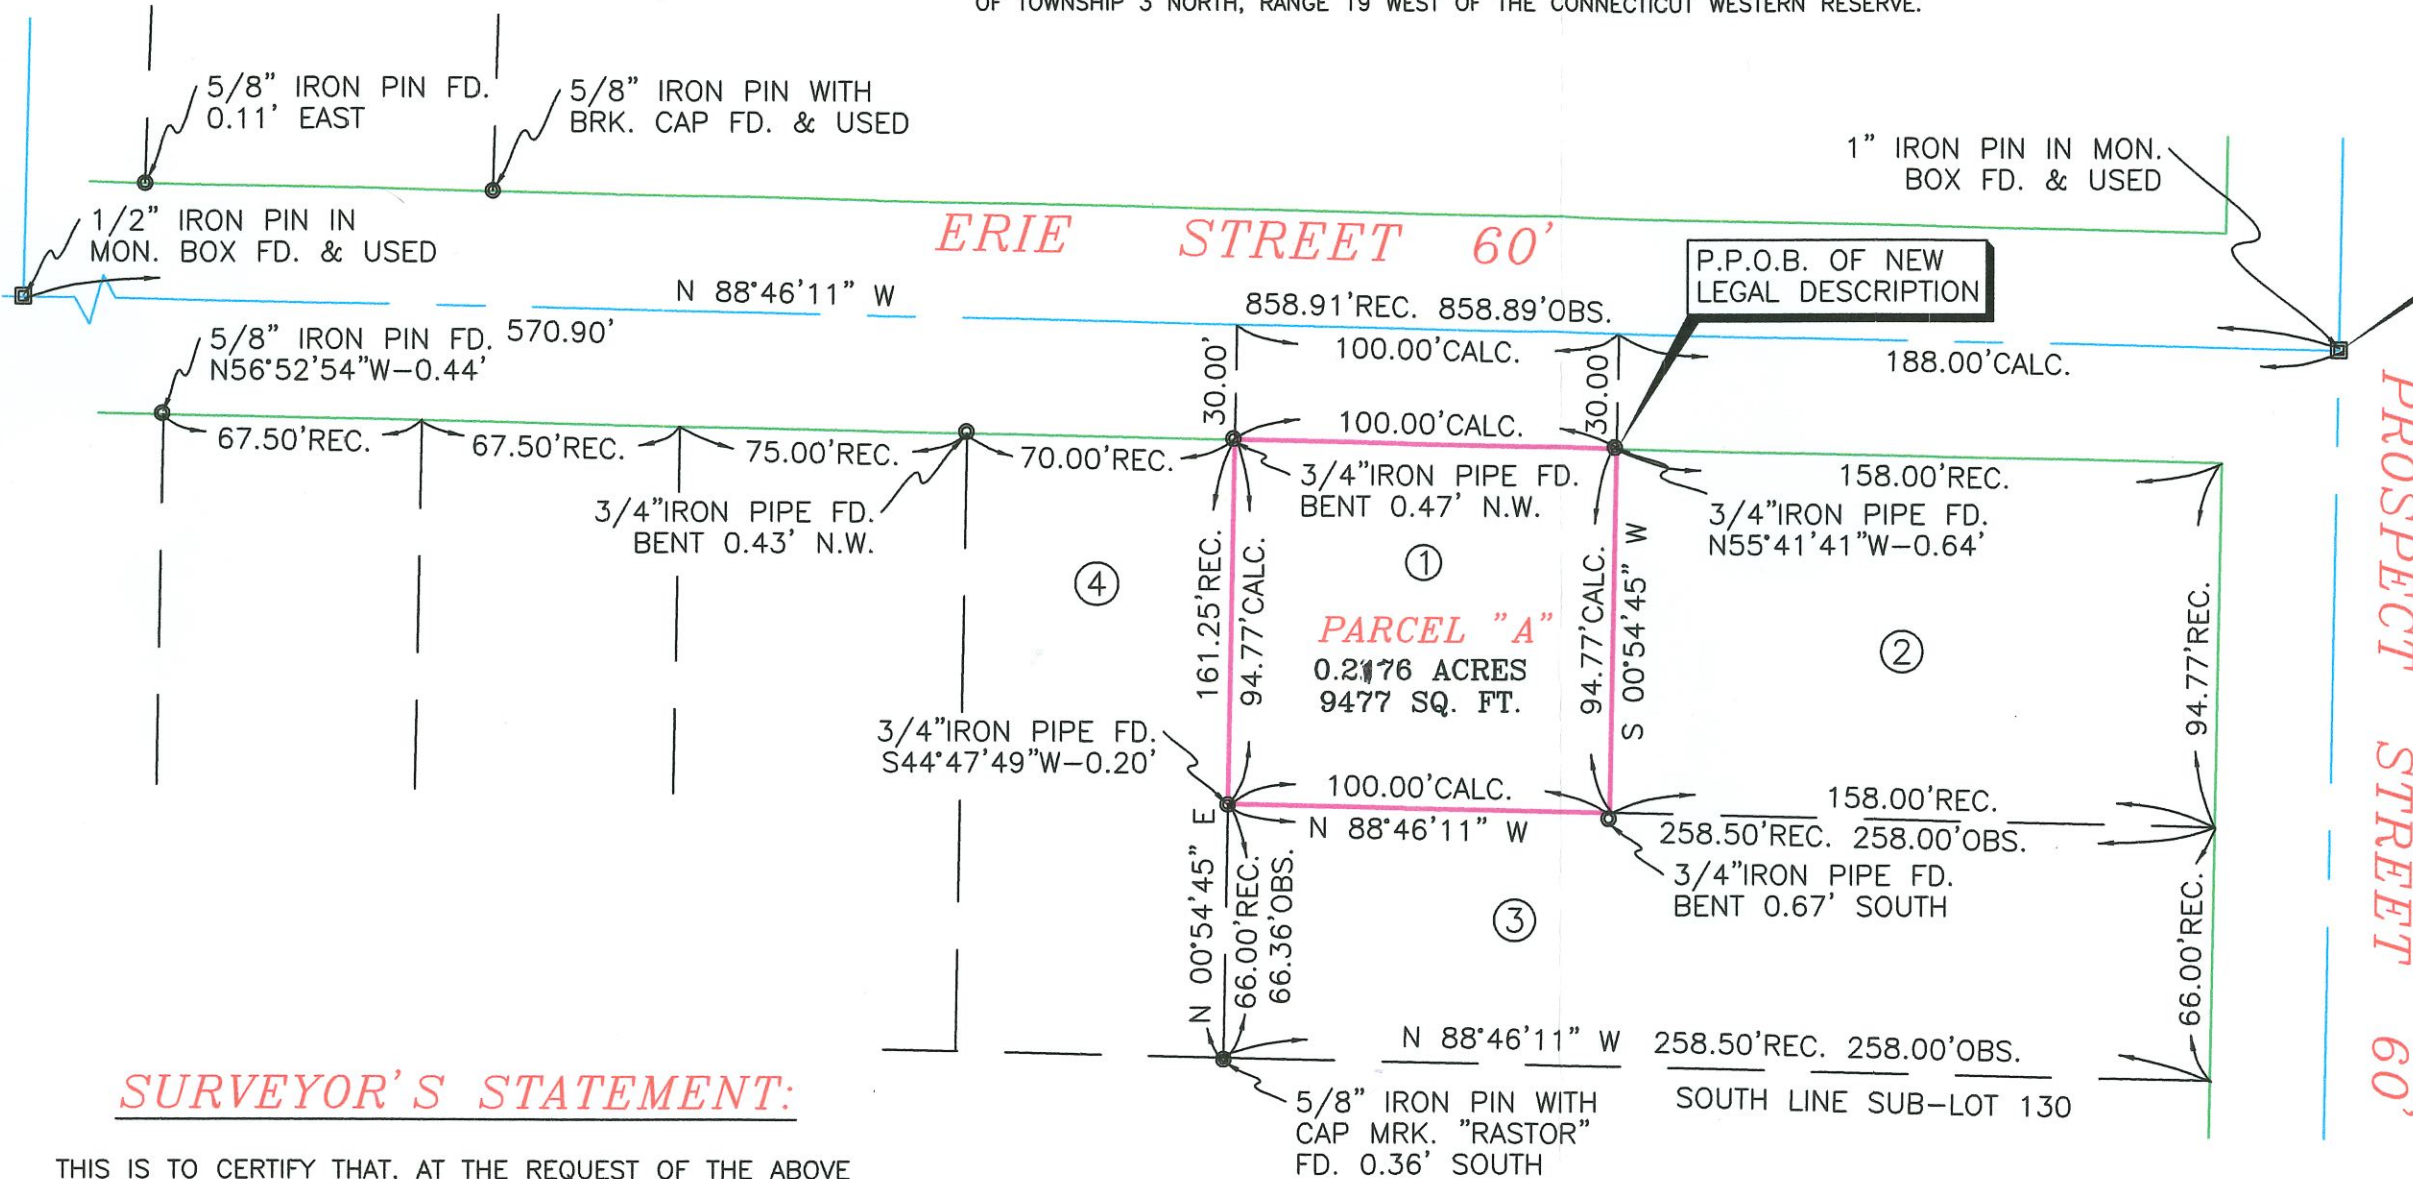 OF TOWNSHIP 3 NORTH, RANGE 19 WEST OF THE CONNECTICUT WESTERN RESERVE.
5/8" IRON PIN FD.
0.11' EAST
5/8" IRON PIN WITH
BRK. CAP FD. & USED
1" IRON PIN IN MON.
BOX FD. & USED
1/2" IRON PIN IN
MON. BOX FD. & USED
ERIE STREET 60'
P.P.O.B. OF NEW
LEGAL DESCRIPTION
N 88°46'11" W
858.91'REC. 858.89'OBS.
570.90'
5/8" IRON PIN FD.
N56°52'54"W-0.44'
30.00'
100.00'CALC.
30.00'
188.00'CALC.
67.50'REC.
67.50'REC.
75.00'REC.
70.00'REC.
100.00'CALC.
158.00'REC.
3/4"IRON PIPE FD.
BENT 0.43' N.W.
3/4"IRON PIPE FD.
BENT 0.47' N.W.
3/4"IRON PIPE FD.
N55°41'41"W-0.64'
161.25'REC.
94.77'CALC.
94.77'CALC.
S 00°54'45" W
94.77'REC.
4
1
2
PARCEL "A"
0.2176 ACRES
9477 SQ. FT.
PROSPECT STREET 60'
3/4"IRON PIPE FD.
S44°47'49"W-0.20'
100.00'CALC.
N 88°46'11" W
158.00'REC.
258.50'REC. 258.00'OBS.
3/4"IRON PIPE FD.
BENT 0.67' SOUTH
N 00°54'45" E
66.00'REC.
66.36'OBS.
3
66.00'REC.
N 88°46'11" W 258.50'REC. 258.00'OBS.
SOUTH LINE SUB-LOT 130
5/8" IRON PIN WITH
CAP MRK. "RASTOR"
FD. 0.36' SOUTH
SURVEYOR'S STATEMENT:
THIS IS TO CERTIFY THAT, AT THE REQUEST OF THE ABOVE